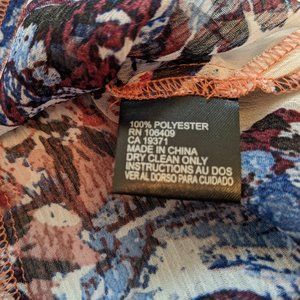 100% POLYESTER
RN 106409
CA 19371
MADE IN CHINA
DRY CLEAN ONLY
INSTRUCTIONS AU DOS
VER AL DORSO PARA CUIDADO